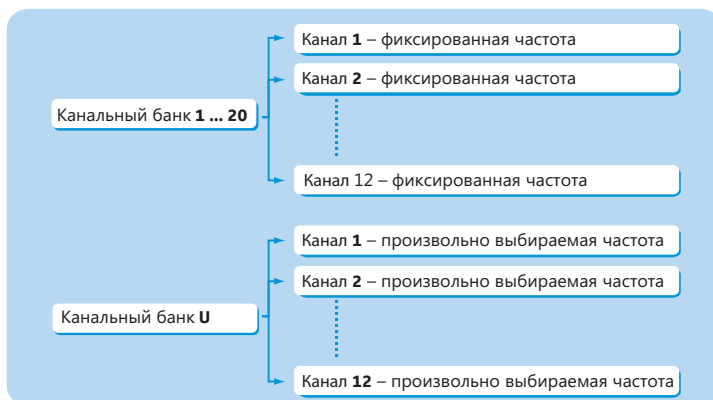 Канал 1 – фиксированная частота
Канал 2 – фиксированная частота
Канальный банк 1 ... 20
Канал 12 – фиксированная частота
Канал 1 – произвольно выбираемая частота
Канал 2 – произвольно выбираемая частота
Канальный банк U
Канал 12 – произвольно выбираемая частота